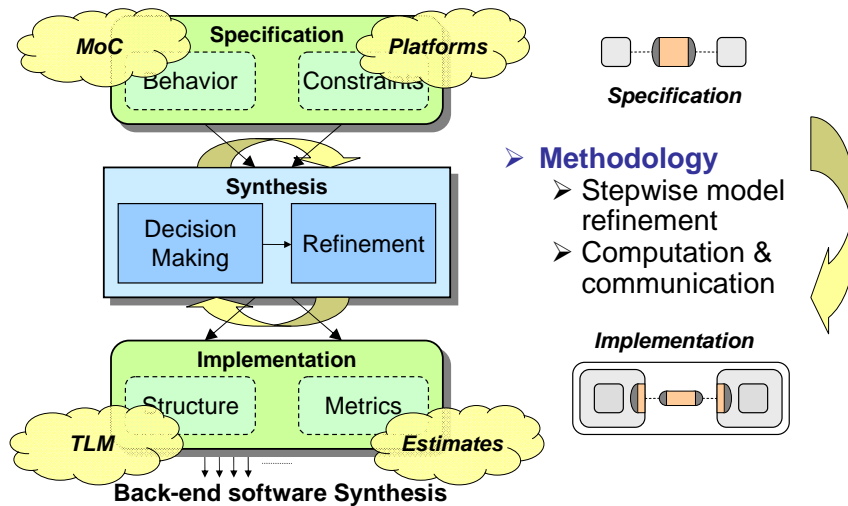 MoC
Specification
Platforms
Behavior
Constraints
Specification
Synthesis
Decision
Making
Refinement
➢ Methodology
➢ Stepwise model
refinement
➢ Computation &
communication
Implementation
Implementation
Structure
Metrics
TLM
Estimates
Back-end software Synthesis